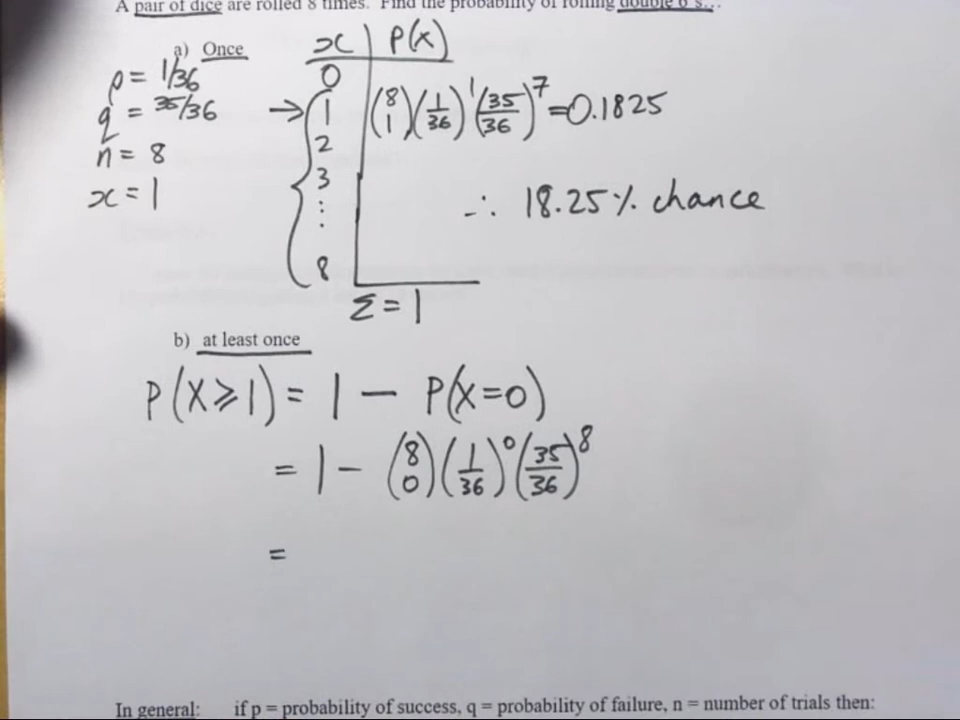 A pair of dice are rolled 8 times. Find the probability of rolling double 6's...
a) Once
x | P(x)
p = 1/36
q = 35/36
n = 8
x = 1
0
→ 1 (8 1)(1/36)^1(35/36)^7 = 0.1825
2
3
⋮
8
∴ 18.25% chance
Σ = 1
b) at least once
P(X ≥ 1) = 1 − P(X = 0)
= 1 − (8 0)(1/36)^0(35/36)^8
=
In general: if p = probability of success, q = probability of failure, n = number of trials then: